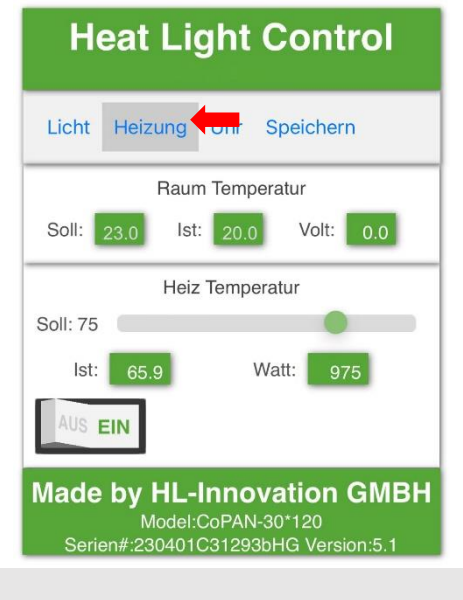 Heat Light Control
Licht Heizung Uhr Speichern
Raum Temperatur
Soll: 23.0 Ist: 20.0 Volt: 0.0
Heiz Temperatur
Soll: 75
Ist: 65.9 Watt: 975
AUS EIN
Made by HL-Innovation GMBH
Model:CoPAN-30*120
Serien#:230401C31293bHG Version:5.1